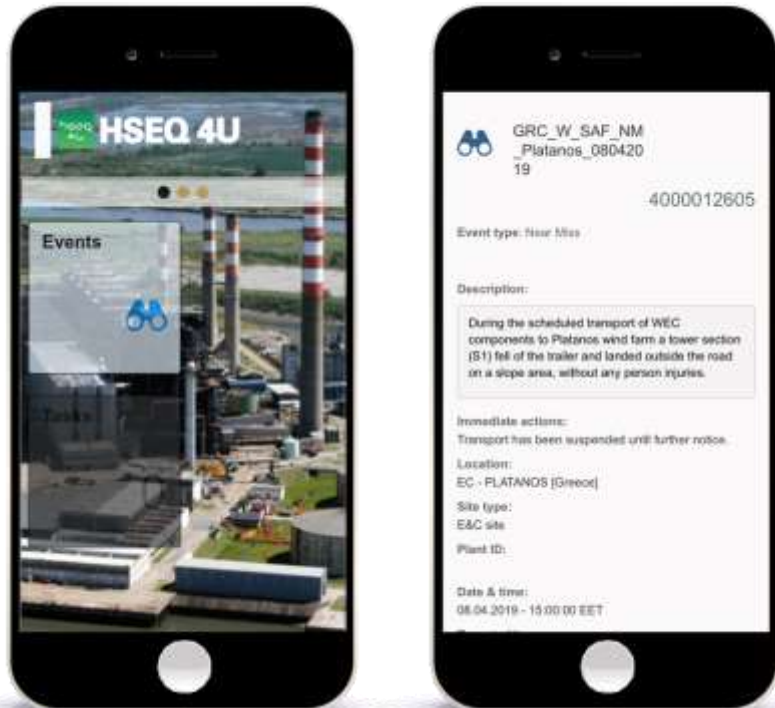 HSEQ 4U
Events
Tasks
GRC_W_SAF_NM
_Platanos_080420
19
4000012605
Event type: Near Miss
Description:
During the scheduled transport of WEC
components to Platanos wind farm a tower section
(S1) fell of the trailer and landed outside the road
on a slope area, without any person injuries.
Immediate actions:
Transport has been suspended until further notice.
Location:
EC - PLATANOS [Greece]
Site type:
E&C site
Plant ID:
Date & time:
08.04.2019 - 15:00:00 EET